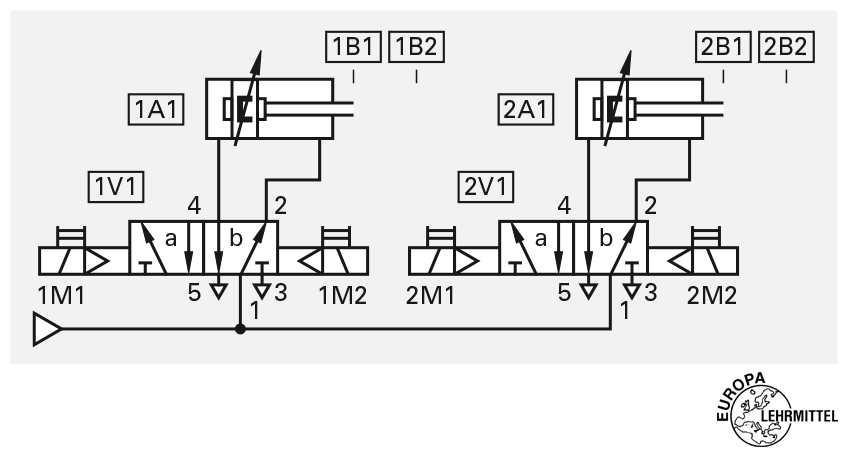 1B1 1B2 2B1 2B2
1A1 2A1
1V1 2V1
4 2 4 2
a b a b
1M1 5 1 3 1M2 2M1 5 1 3 2M2
EUROPA
LEHRMITTEL